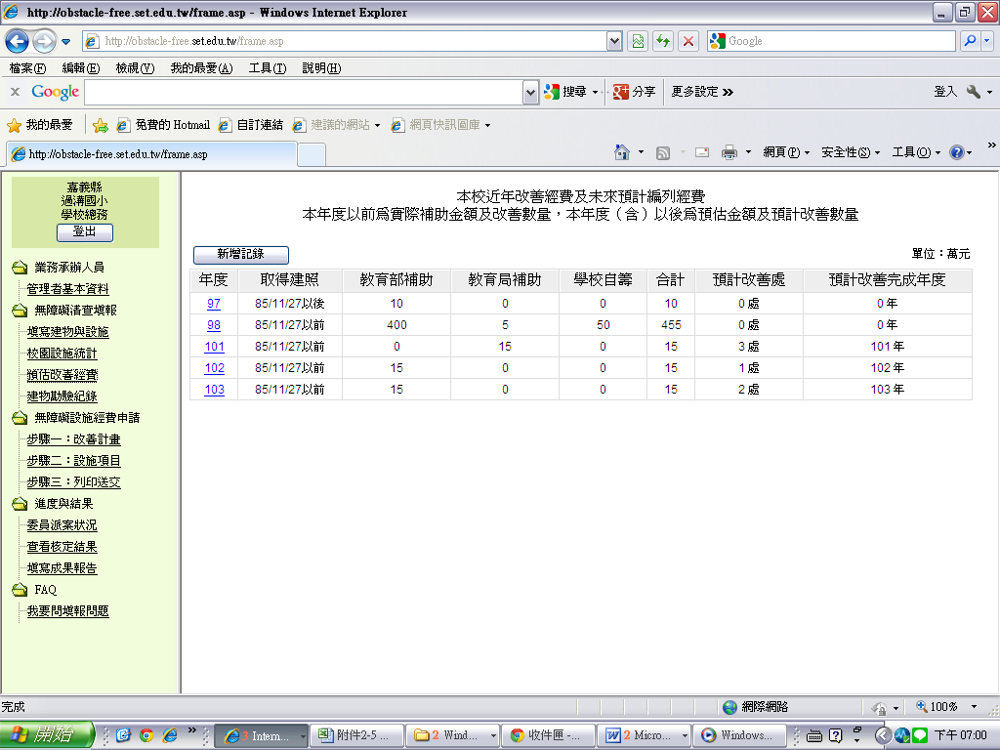 http://obstacle-free.set.edu.tw/frame.asp - Windows Internet Explorer
http://obstacle-free.set.edu.tw/frame.asp
Google
檔案(F) 編輯(E) 檢視(V) 我的最愛(A) 工具(T) 說明(H)
x Google 搜尋 分享 更多設定 » 登入
我的最愛 免費的 Hotmail 自訂連結 建議的網站 網頁快訊圖庫
http://obstacle-free.set.edu.tw/frame.asp 網頁(P) 安全性(S) 工具(O) »
嘉義縣
過溝國小
學校總務
登出
業務承辦人員
管理者基本資料
無障礙清查填報
填寫建物與設施
校園設施統計
預估改善經費
建物勘驗紀錄
無障礙設施經費申請
步驟一：改善計畫
步驟二：設施項目
步驟三：列印送交
進度與結果
委員派案狀況
查看核定結果
填寫成果報告
FAQ
我要問填報問題
本校近年改善經費及未來預計編列經費
本年度以前為實際補助金額及改善數量，本年度（含）以後為預估金額及預計改善數量
新增記錄 單位：萬元
年度 取得建照 教育部補助 教育局補助 學校自籌 合計 預計改善處 預計改善完成年度
97 85/11/27以後 10 0 0 10 0 處 0 年
98 85/11/27以前 400 5 50 455 0 處 0 年
101 85/11/27以前 0 15 0 15 3 處 101 年
102 85/11/27以前 15 0 0 15 1 處 102 年
103 85/11/27以前 15 0 0 15 2 處 103 年
完成 網際網路 100%
開始 » 3 Intern... 附件2-5 ... 2 Wind... 收件匣 -... 2 Micro... Windows... 下午 07:00